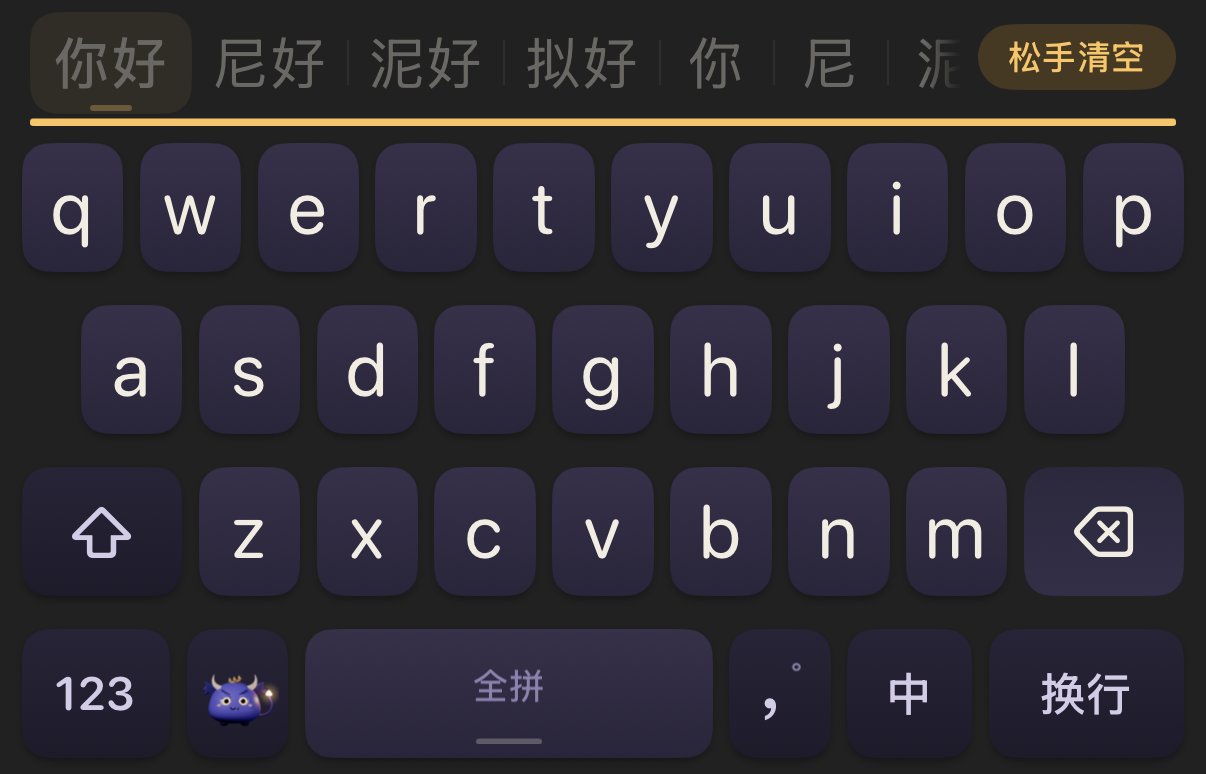 你好 尼好 泥好 拟好 你 尼 泥 松手清空
q w e r t y u i o p
a s d f g h j k l
z x c v b n m
123 全拼 , ° 中 换行